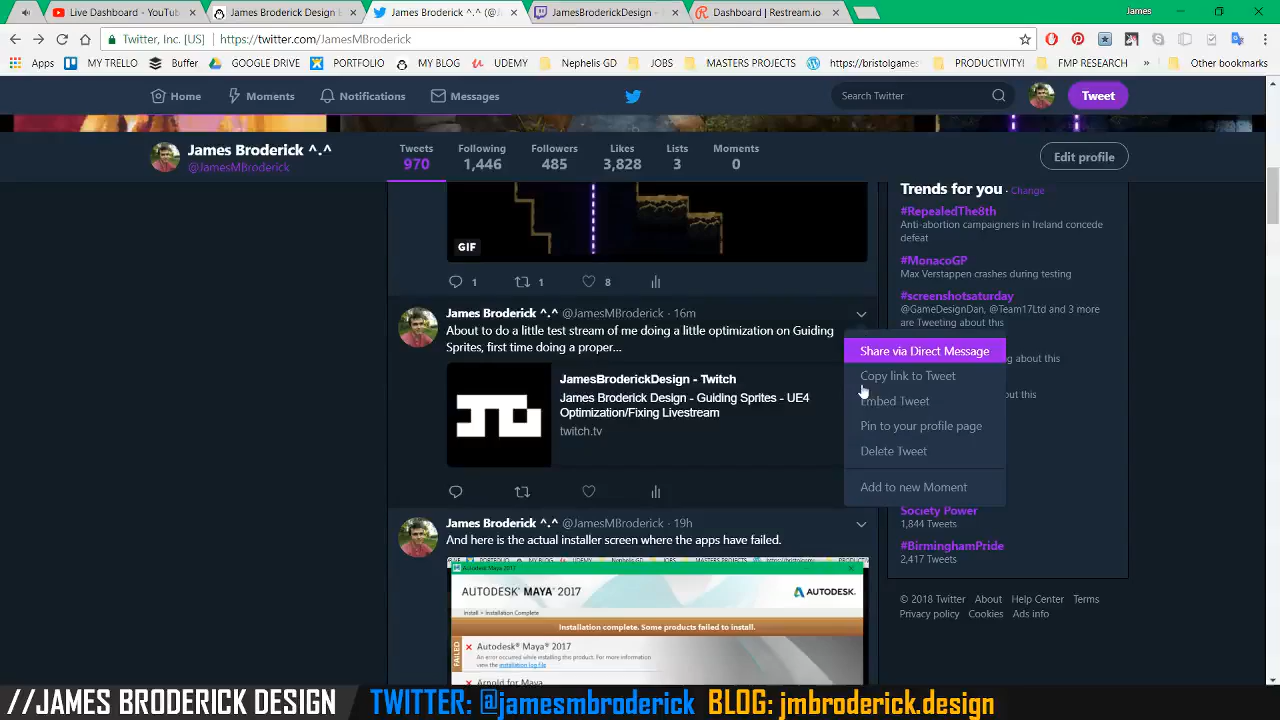 Live Dashboard - YouTube
James Broderick Design
James Broderick ^.^ (@Ja
JamesBroderickDesign -
Dashboard | Restream.io
James
Twitter, Inc. [US]
https://twitter.com/JamesMBroderick
Apps
MY TRELLO
Buffer
GOOGLE DRIVE
PORTFOLIO
MY BLOG
UDEMY
Nephelis GD
JOBS
MASTERS PROJECTS
https://bristolgames
PRODUCTION/PROGRESS
»
Other bookmarks
Home
Moments
Notifications
Messages
Search Twitter
Tweet
James Broderick ^.^
@JamesMBroderick
Tweets
970
Following
1,446
Followers
485
Likes
3,828
Lists
3
Moments
0
Edit profile
GIF
1
1
8
James Broderick ^.^ @JamesMBroderick · 16m
About to do a little test stream of me doing a little optimization on Guiding
Sprites, first time doing a proper...
JamesBroderickDesign - Twitch
James Broderick Design - Guiding Sprites - UE4
Optimization/Fixing Livestream
twitch.tv
Share via Direct Message
Copy link to Tweet
Embed Tweet
Pin to your profile page
Delete Tweet
Add to new Moment
James Broderick ^.^ @JamesMBroderick · 19h
And here is the actual installer screen where the apps have failed.
Autodesk Maya 2017
AUTODESK® MAYA® 2017
AUTODESK
Install > Installation Complete
Installation complete. Some products failed to install.
FAILED
Autodesk® Maya® 2017
An error occurred while installing this product. For more information
view the installation log file
Arnold for Maya
Trends for you · Change
#RepealedThe8th
Anti-abortion campaigners in Ireland concede
defeat
#MonacoGP
Max Verstappen crashes during testing
#screenshotsaturday
@GameDesignDan, @Team17Ltd and 3 more
are Tweeting about this
ng about this
out this
Society Power
1,844 Tweets
#BirminghamPride
2,417 Tweets
© 2018 Twitter About Help Center Terms
Privacy policy Cookies Ads info
//JAMES BRODERICK DESIGN
TWITTER: @jamesmbroderick
BLOG: jmbroderick.design